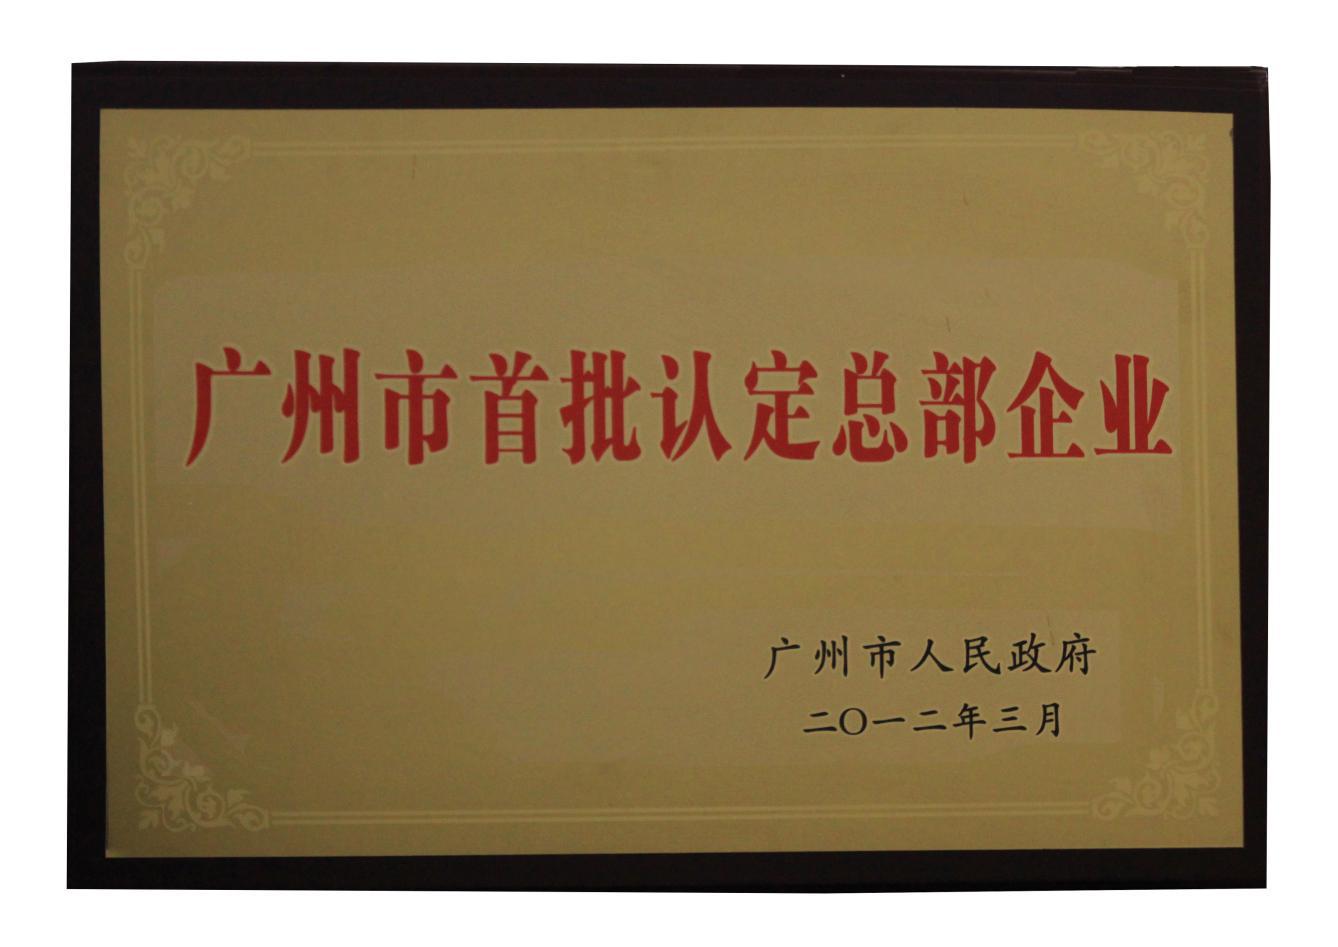 广州市首批认定总部企业
广州市人民政府
二〇一二年三月